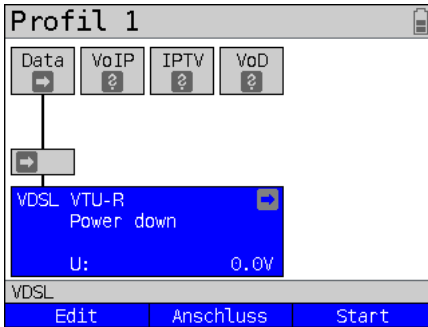 Profil 1
Data VoIP IPTV VoD
VDSL VTU-R
Power down
U: 0.0V
VDSL
Edit Anschluss Start